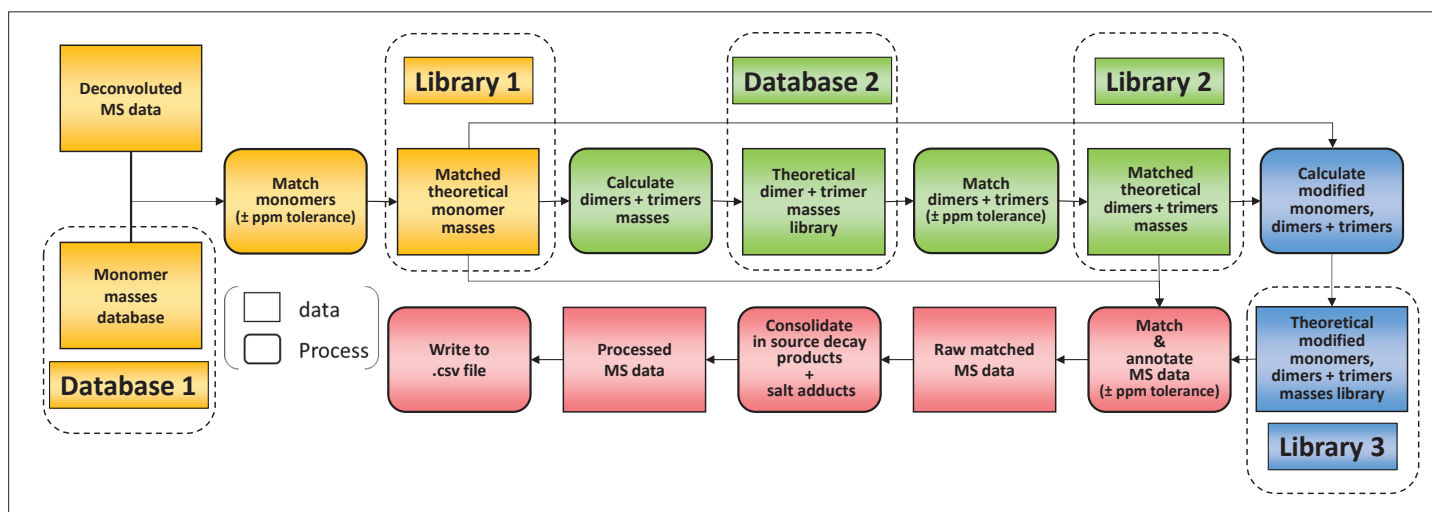 Deconvoluted
MS data
Library 1
Database 2
Library 2
Match
monomers
(± ppm tolerance)
Matched
theoretical
monomer
masses
Calculate
dimers + trimers
masses
Theoretical
dimer + trimer
masses
library
Match
dimers + trimers
(± ppm tolerance)
Matched
theoretical
dimers + trimers
masses
Calculate
modified
monomers,
dimers + trimers
Monomer
masses
database
Database 1
data
Process
Write to
.csv file
Processed
MS data
Consolidate
in source decay
products
+
salt adducts
Raw matched
MS data
Match
&
annotate
MS data
(± ppm tolerance)
Theoretical
modified
monomers,
dimers + trimers
masses library
Library 3